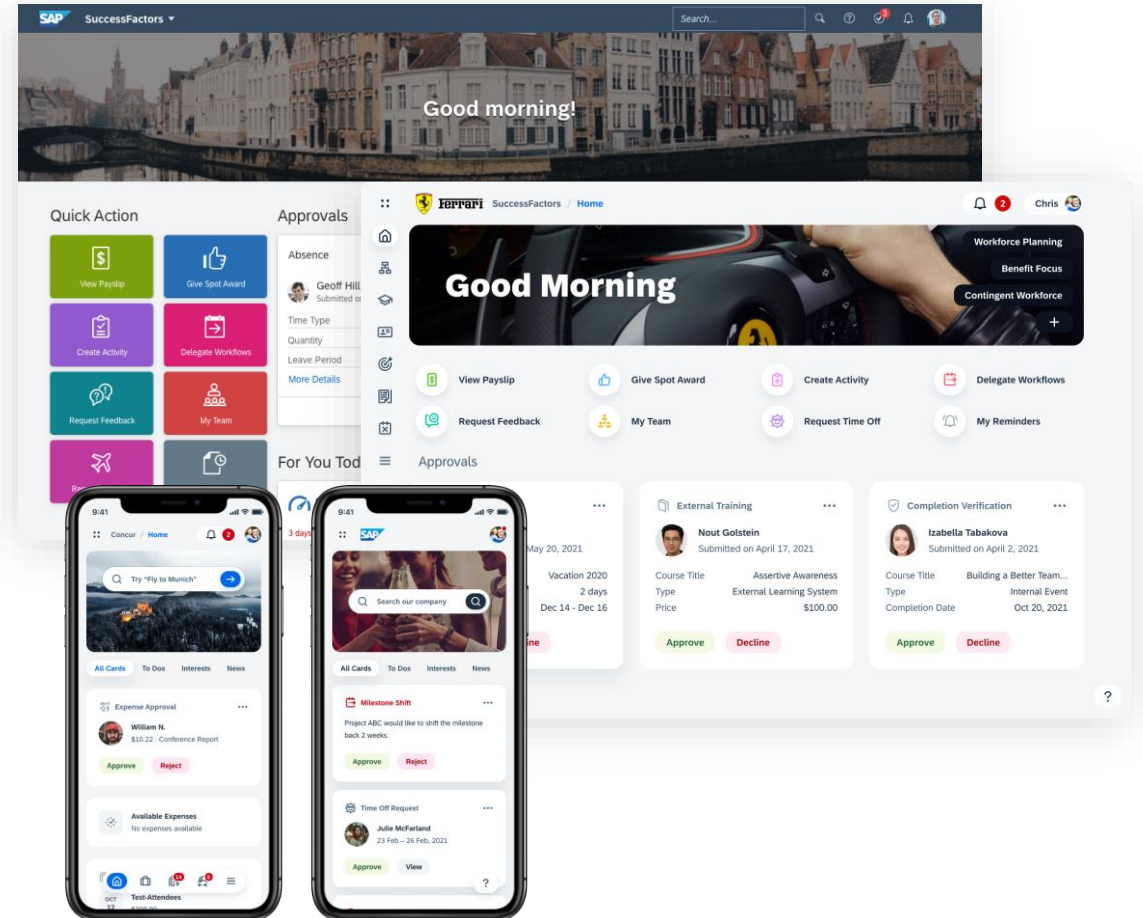 SAP SuccessFactors
Search...
3
Good morning!
Quick Action
View Payslip
Give Spot Award
Create Activity
Delegate Workflows
Request Feedback
My Team
Approvals
Absence
Geoff Hill
Submitted
Time Type
Quantity
Leave Period
More Details
For You Tod
3 days
Ferrari SuccessFactors / Home
2
Chris
Good Morning
Workforce Planning
Benefit Focus
Contingent Workforce
+
View Payslip
Give Spot Award
Create Activity
Delegate Workflows
Request Feedback
My Team
Request Time Off
My Reminders
Approvals
May 20, 2021
Vacation 2020
2 days
Dec 14 - Dec 16
ine
External Training
Nout Golstein
Submitted on April 17, 2021
Course Title Assertive Awareness
Type External Learning System
Price $100.00
Approve Decline
Completion Verification
Izabella Tabakova
Submitted on April 2, 2021
Course Title Building a Better Team...
Type Internal Event
Completion Date Oct 20, 2021
Approve Decline
?
9:41
Concur / Home
2
Try "Fly to Munich"
All Cards To Dos Interests News
Expense Approval
William N.
$10.22 · Conference Report
Approve Reject
Available Expenses
No expenses available
OCT
Test-Attendees
9:41
SAP
Search our company
All Cards To Dos Interests News
Milestone Shift
Project ABC would like to shift the milestone
back 2 weeks.
Approve Reject
Time Off Request
Julie McFarland
23 Feb – 26 Feb, 2021
Approve View
?